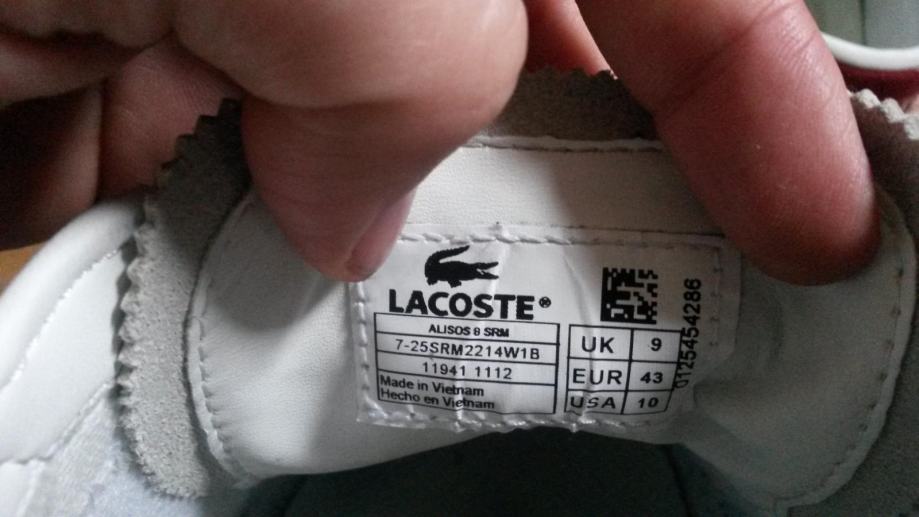 LACOSTE®
ALISOS 8 SRM
7-25SRM2214W1B
11941 1112
Made in Vietnam
Hecho en Vietnam
UK 9
EUR 43
USA 10
0125454286